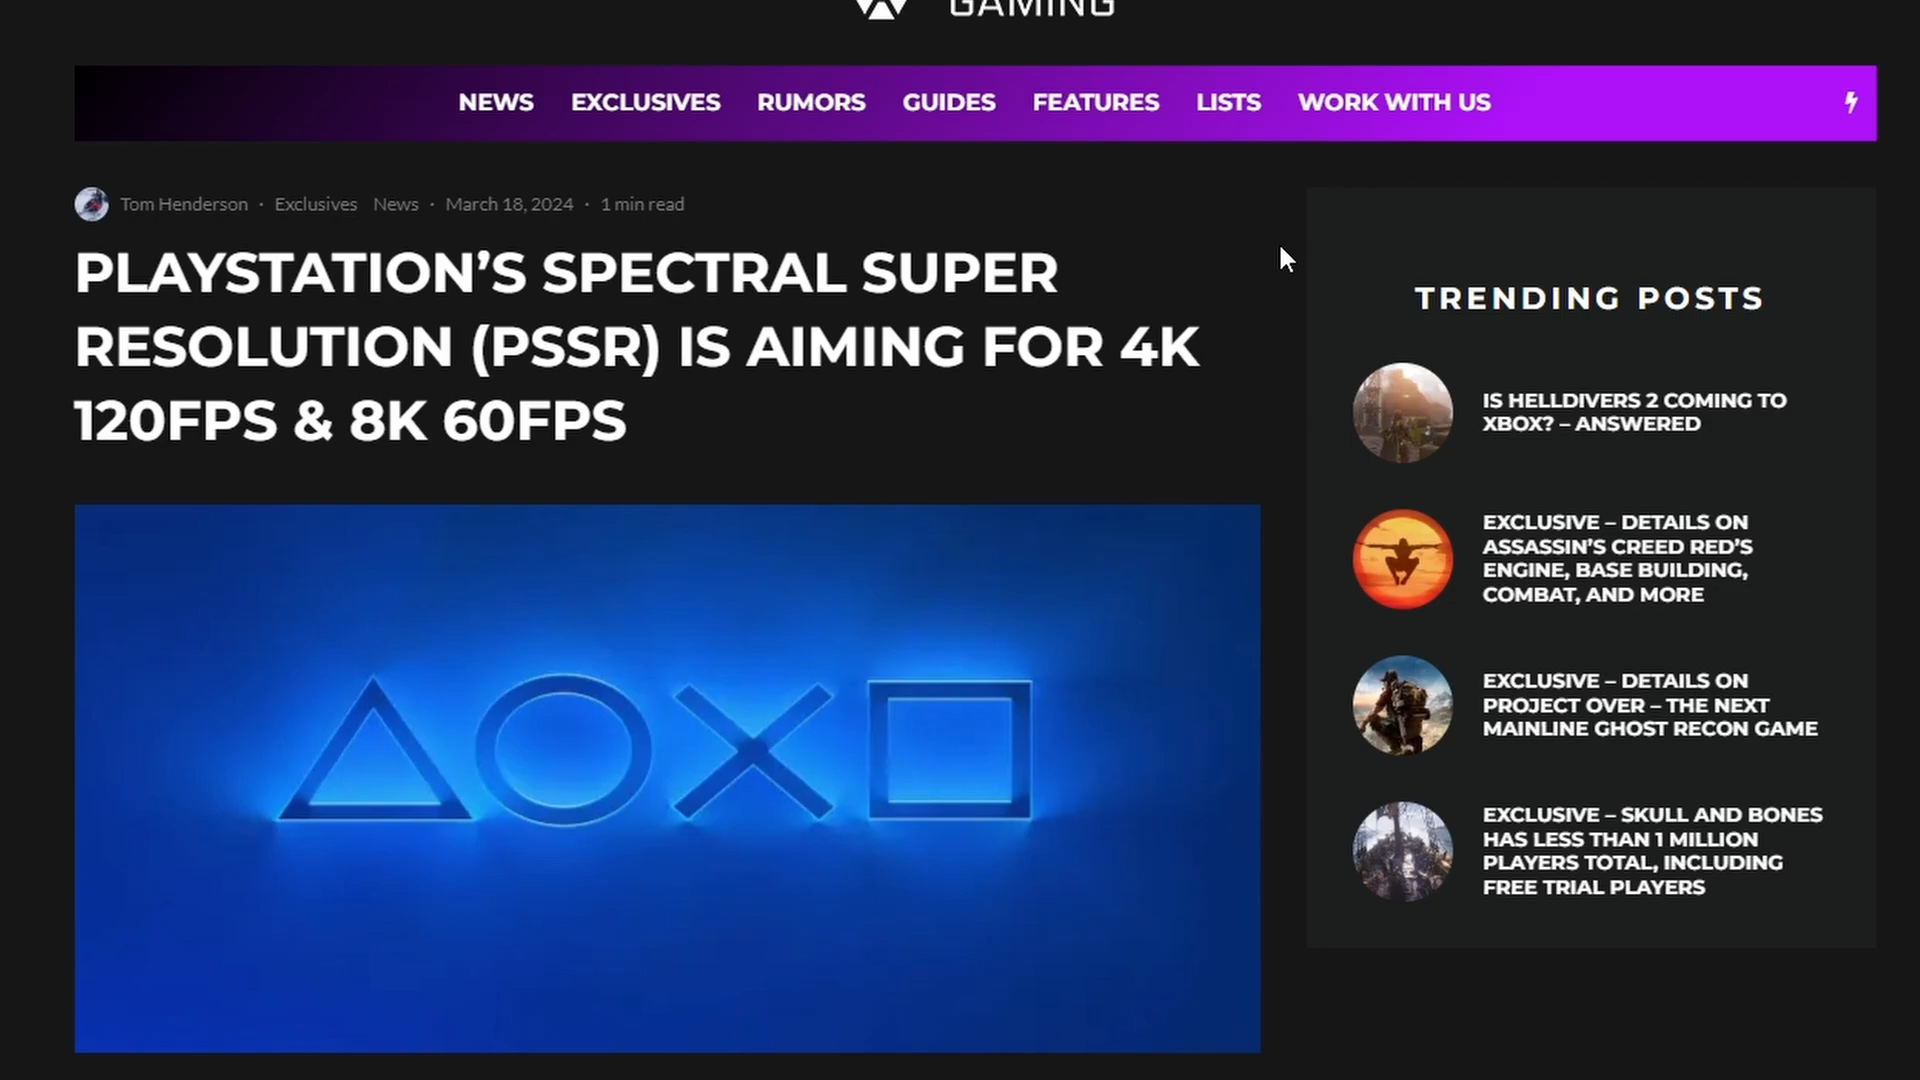 GAMING
NEWS EXCLUSIVES RUMORS GUIDES FEATURES LISTS WORK WITH US
Tom Henderson · Exclusives News · March 18, 2024 · 1 min read
PLAYSTATION’S SPECTRAL SUPER
RESOLUTION (PSSR) IS AIMING FOR 4K
120FPS & 8K 60FPS
TRENDING POSTS
IS HELLDIVERS 2 COMING TO
XBOX? – ANSWERED
EXCLUSIVE – DETAILS ON
ASSASSIN’S CREED RED’S
ENGINE, BASE BUILDING,
COMBAT, AND MORE
EXCLUSIVE – DETAILS ON
PROJECT OVER – THE NEXT
MAINLINE GHOST RECON GAME
EXCLUSIVE – SKULL AND BONES
HAS LESS THAN 1 MILLION
PLAYERS TOTAL, INCLUDING
FREE TRIAL PLAYERS